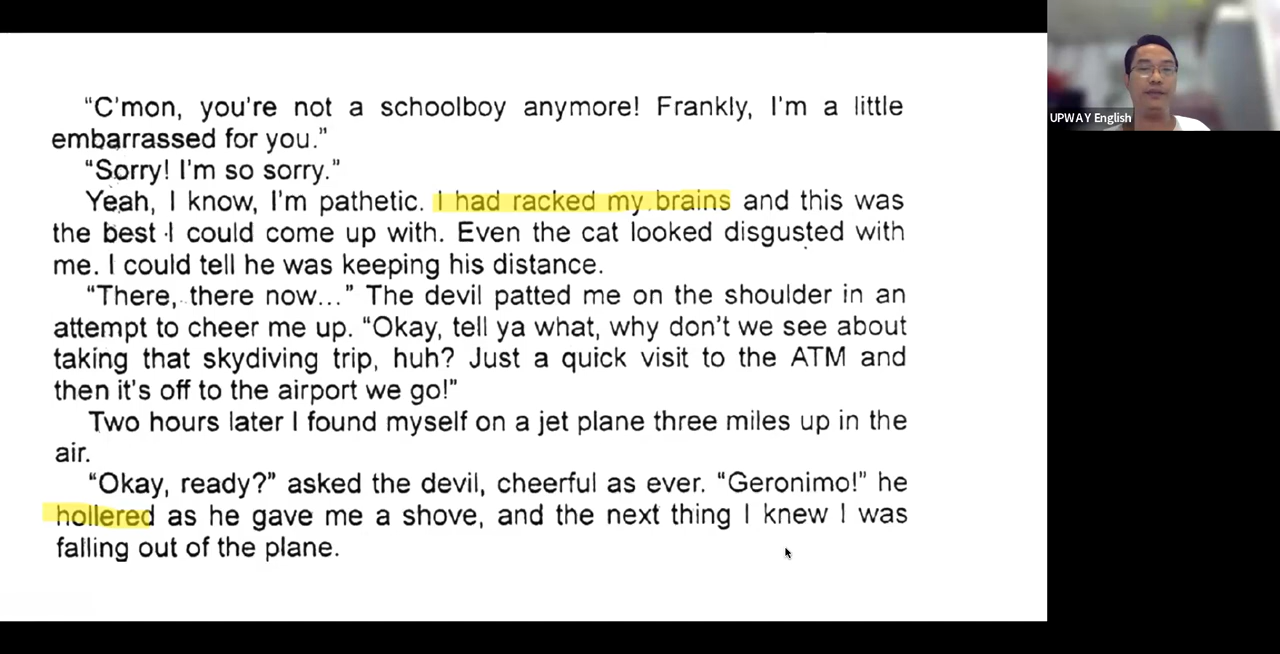 “C’mon, you’re not a schoolboy anymore! Frankly, I’m a little
embarrassed for you.”
“Sorry! I'm so sorry.”
Yeah, I know, I'm pathetic. I had racked my brains and this was
the best I could come up with. Even the cat looked disgusted with
me. I could tell he was keeping his distance.
“There, there now...” The devil patted me on the shoulder in an
attempt to cheer me up. “Okay, tell ya what, why don’t we see about
taking that skydiving trip, huh? Just a quick visit to the ATM and
then it's off to the airport we go!”
Two hours later I found myself on a jet plane three miles up in the
air.
“Okay, ready?” asked the devil, cheerful as ever. “Geronimo!” he
hollered as he gave me a shove, and the next thing I knew I was
falling out of the plane.
UPWAY English